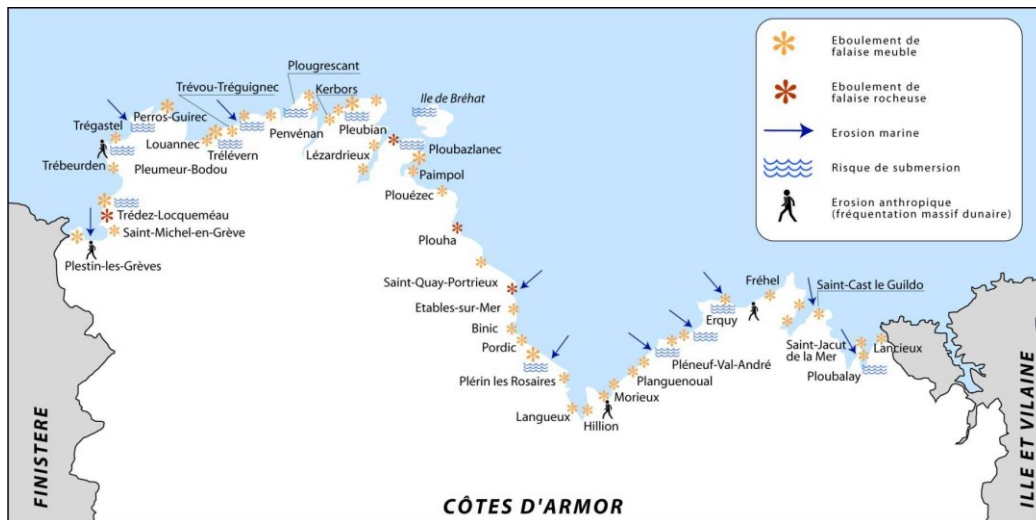 Eboulement de
falaise meuble
Eboulement de
falaise rocheuse
Erosion marine
Risque de submersion
Erosion anthropique
(fréquentation massif dunaire)
Plougrescant
Trévou-Tréguignec
Kerbors
Ile de Bréhat
Perros-Guirec
Trégastel
Penvénan
Pleubian
Louannec
Trélévern
Lézardrieux
Ploubazlanec
Trébeurden
Pleumeur-Bodou
Paimpol
Plouézec
Trédez-Locqueméau
Saint-Michel-en-Grève
Plouha
Plestin-les-Grèves
Saint-Quay-Portrieux
Etables-sur-Mer
Binic
Pordic
Plérin les Rosaires
Langueux
Hillion
Morieux
Planguenoual
Pléneuf-Val-André
Erquy
Fréhel
Saint-Cast le Guildo
Saint-Jacut
de la Mer
Lancieux
Ploubalay
FINISTERE
CÔTES D'ARMOR
ILLE ET VILAINE